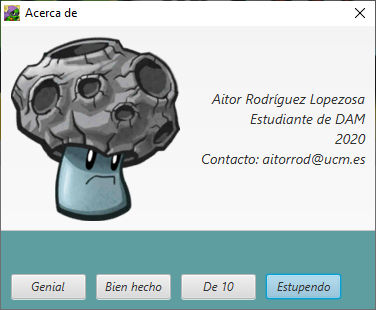 Acerca de
Aitor Rodríguez Lopezosa
Estudiante de DAM
2020
Contacto: aitorrod@ucm.es
Genial
Bien hecho
De 10
Estupendo